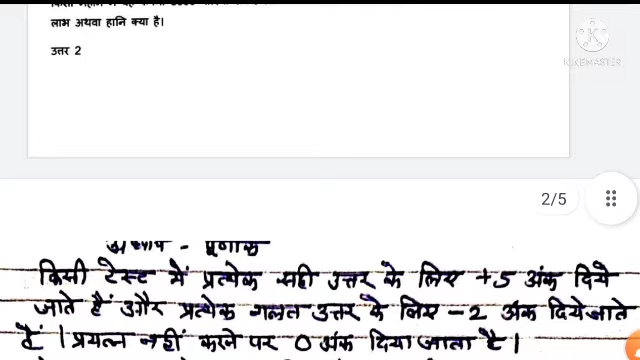 लाभ अथवा हानि क्या है।
उत्तर 2
KINEMASTER
2/5
अध्याय - पूर्णांक
किसी टेस्ट में प्रत्येक सही उत्तर के लिए +5 अंक दिये
जाते हैं और प्रत्येक गलत उत्तर के लिए -2 अंक दिये जाते
हैं । प्रयत्न नहीं करने पर 0 अंक दिया जाता है ।